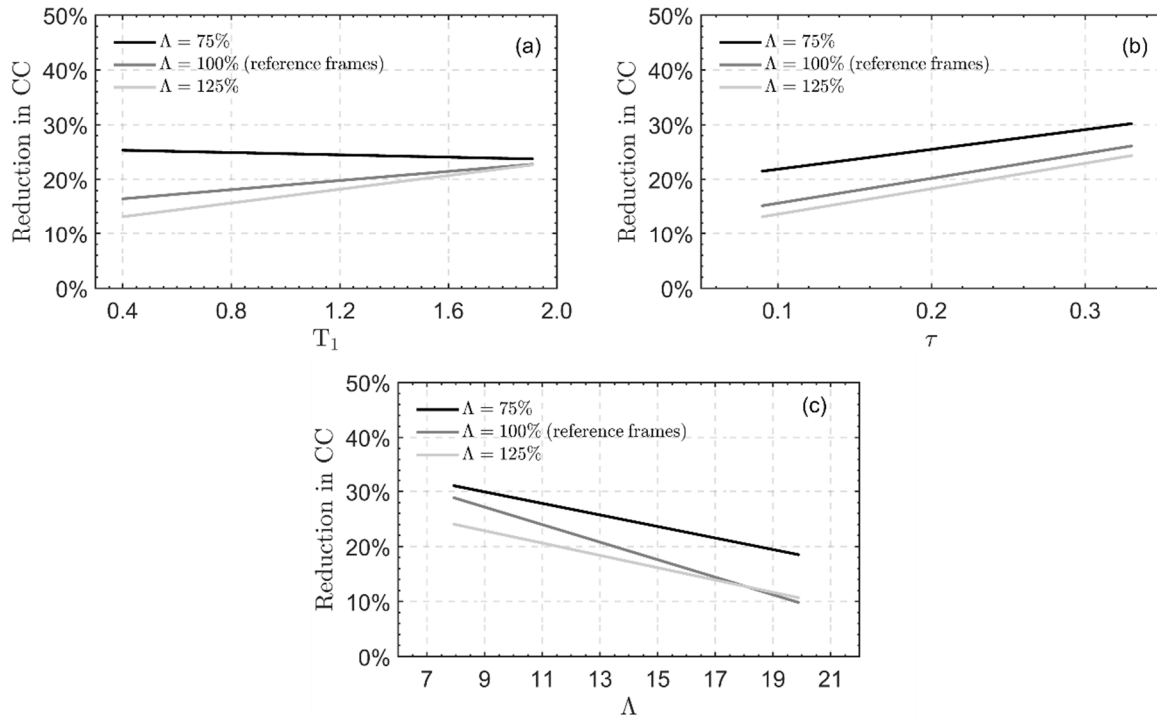 50%
40%
30%
20%
10%
0%
Reduction in CC
(a)
Λ = 75%
Λ = 100% (reference frames)
Λ = 125%
0.4 0.8 1.2 1.6 2.0
T₁
50%
40%
30%
20%
10%
0%
Reduction in CC
(b)
Λ = 75%
Λ = 100% (reference frames)
Λ = 125%
0.1 0.2 0.3
τ
50%
40%
30%
20%
10%
0%
Reduction in CC
(c)
Λ = 75%
Λ = 100% (reference frames)
Λ = 125%
7 9 11 13 15 17 19 21
Λ